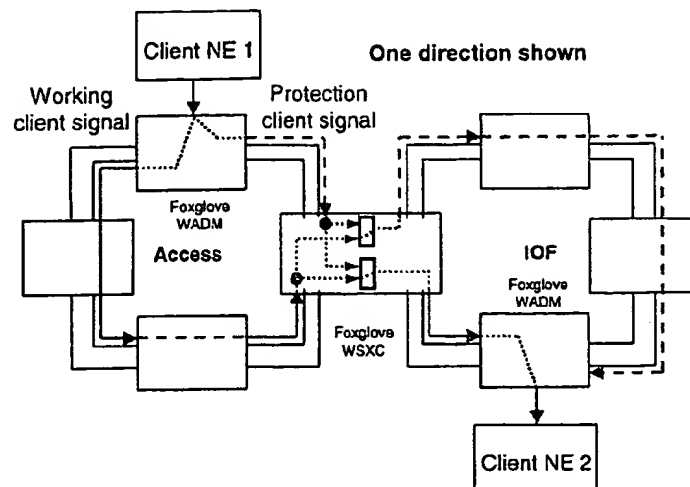 Client NE 1
One direction shown
Working
client signal
Protection
client signal
Foxglove
WADM
Access
IOF
Foxglove
WADM
Foxglove
WSXC
Client NE 2